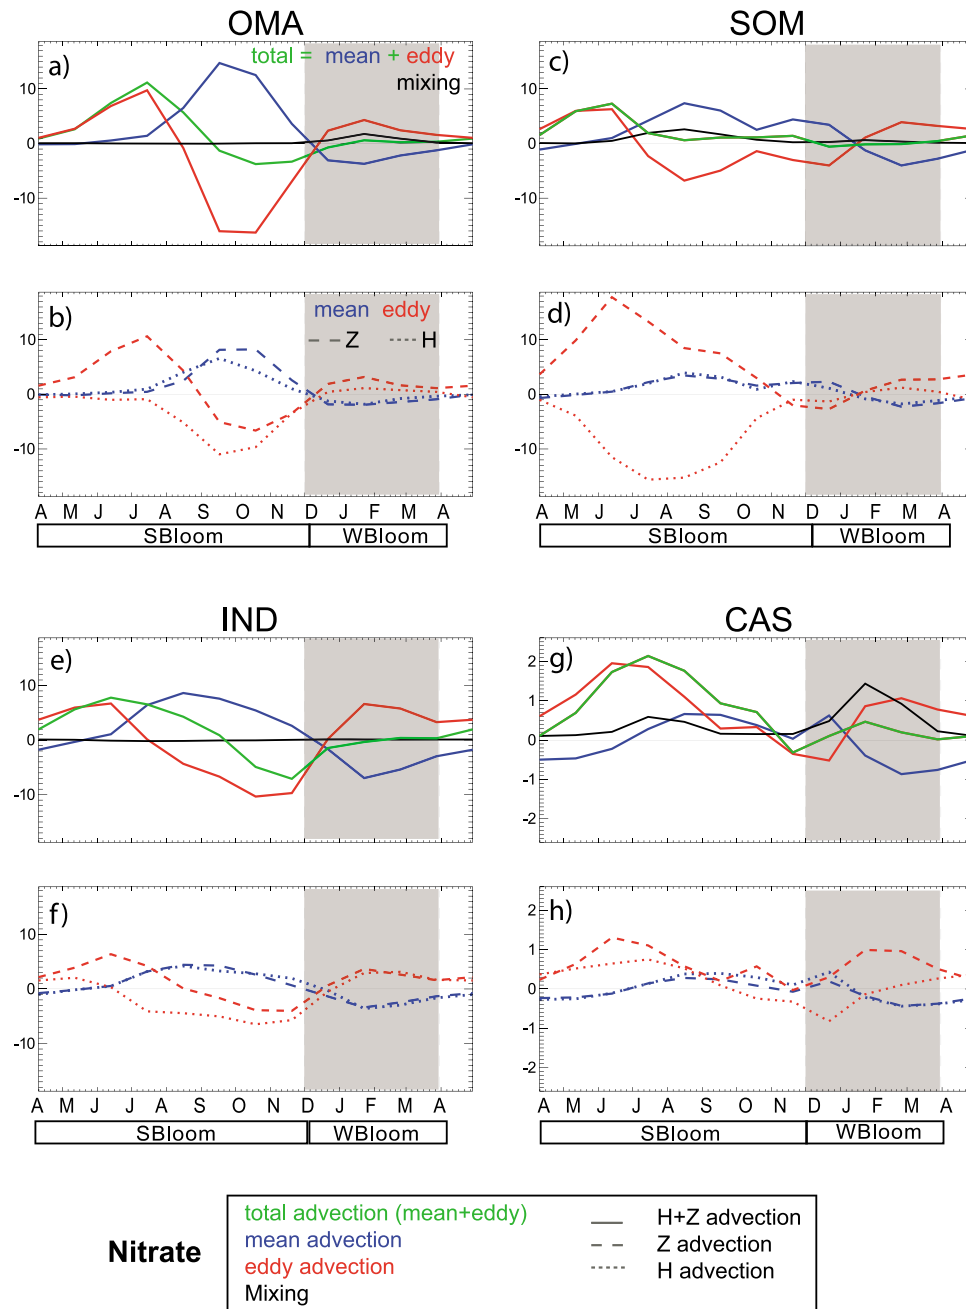 OMA
SOM
a)
total = mean + eddy
mixing
c)
10
0
-10
10
0
-10
b)
mean eddy
Z H
d)
10
0
-10
10
0
-10
A M J J A S O N D J F M A
A M J J A S O N D J F M A
SBloom WBloom
SBloom WBloom
IND
CAS
e)
g)
10
0
-10
2
1
0
-1
-2
f)
h)
10
0
-10
2
1
0
-1
-2
A M J J A S O N D J F M A
A M J J A S O N D J F M A
SBloom WBloom
SBloom WBloom
Nitrate
total advection (mean+eddy)
mean advection
eddy advection
Mixing
H+Z advection
Z advection
H advection